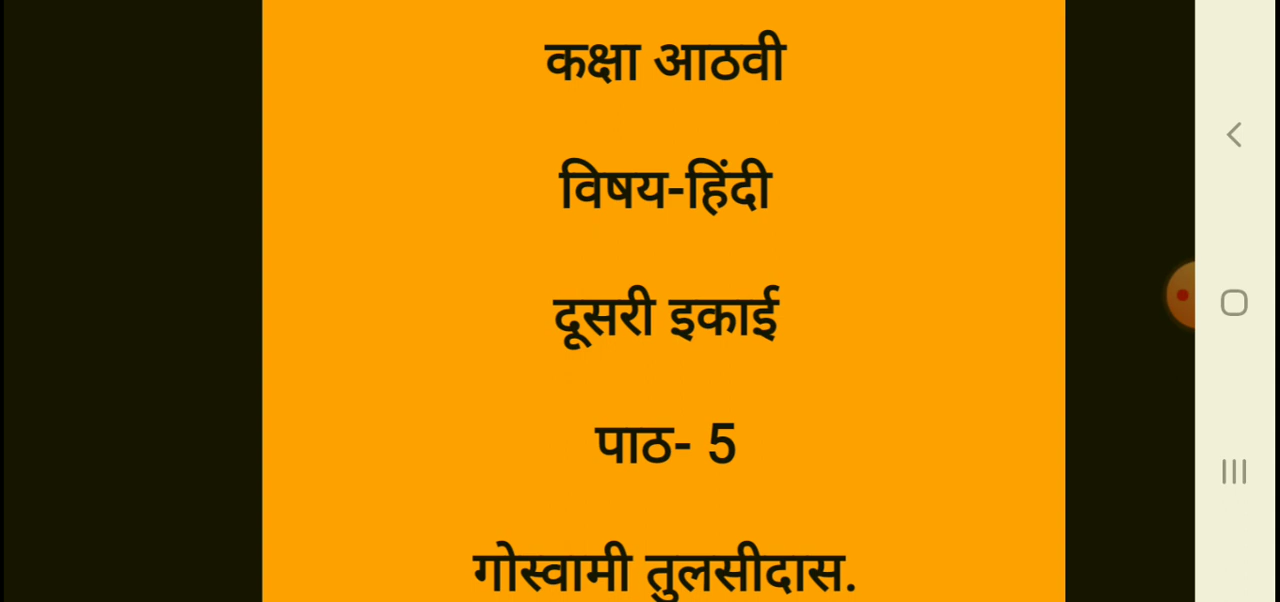 कक्षा आठवी
विषय-हिंदी
दूसरी इकाई
पाठ- 5
गोस्वामी तुलसीदास.